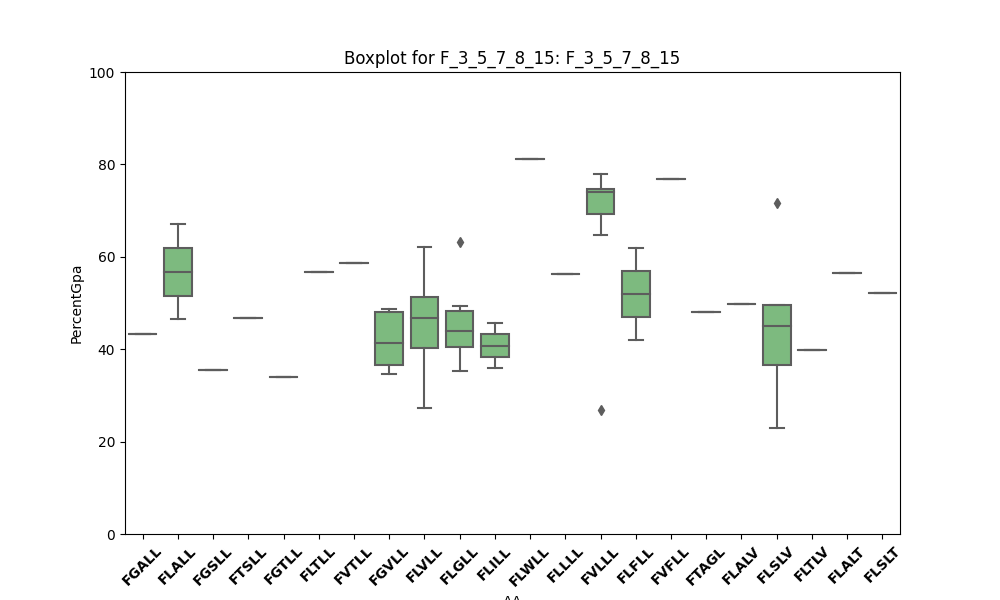 Boxplot for F_3_5_7_8_15: F_3_5_7_8_15
PercentGpa
100
80
60
40
20
0
FGALL
FLALL
FGSLL
FTSLL
FGTLL
FLTLL
FVTLL
FGVLL
FLVLL
FLGLL
FLILL
FLWLL
FLLLL
FVLLL
FLFLL
FVFLL
FTAGL
FLALV
FLSLV
FLTLV
FLALT
FLSLT
AA